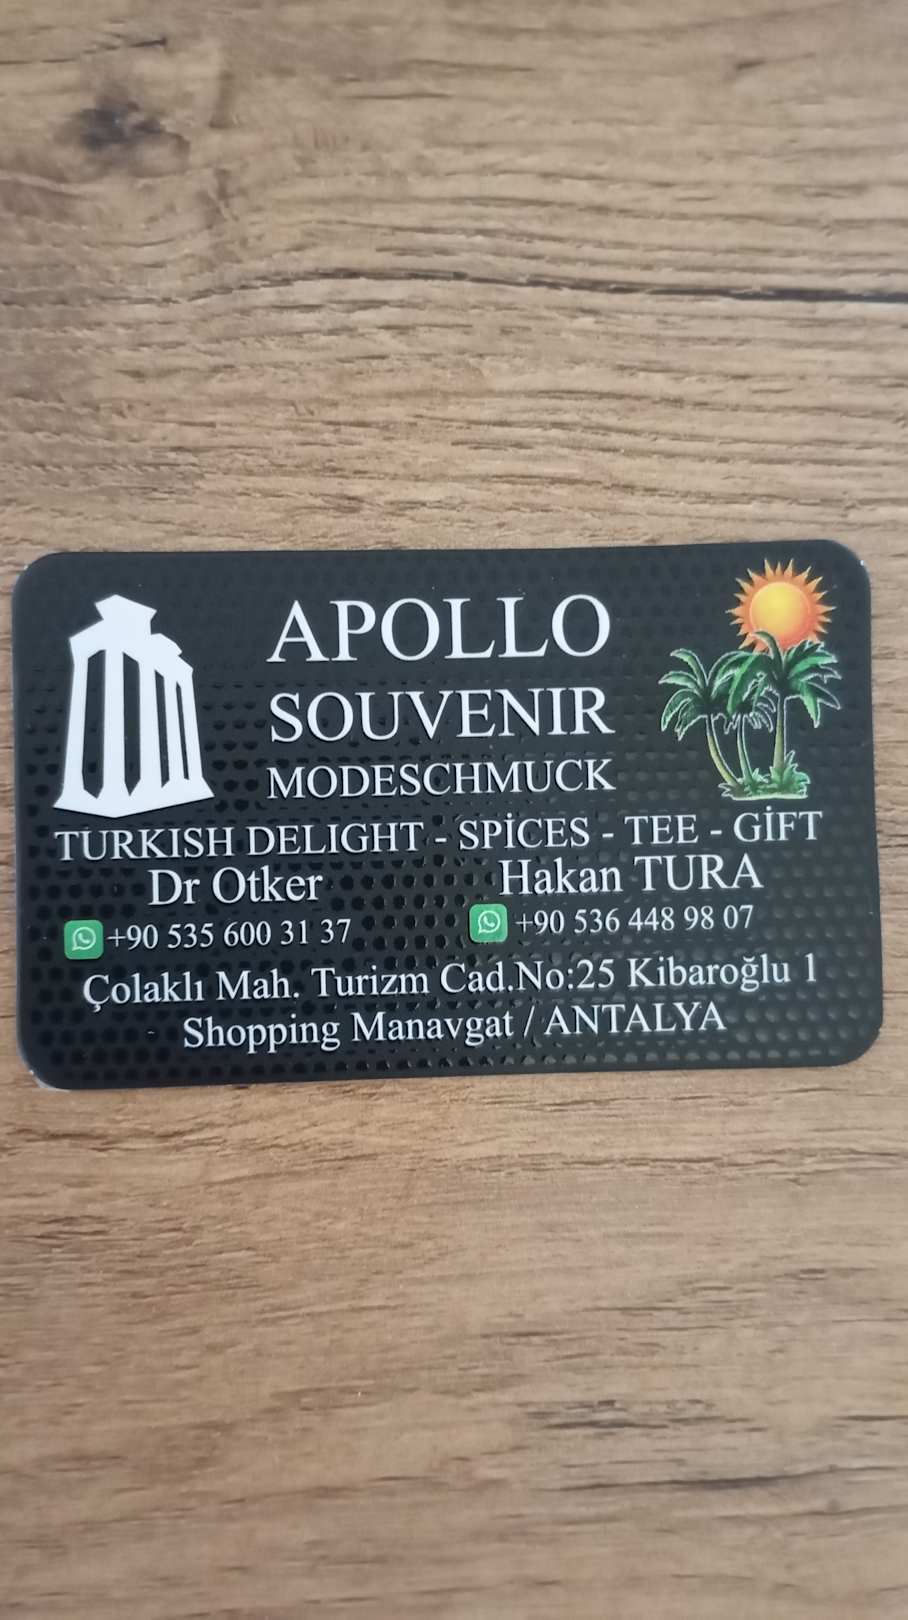 APOLLO
SOUVENIR
MODESCHMUCK
TURKISH DELIGHT - SPİCES - TEE - GİFT
Dr Otker
Hakan TURA
+90 535 600 31 37
+90 536 448 98 07
Çolaklı Mah. Turizm Cad.No:25 Kibaroğlu 1
Shopping Manavgat / ANTALYA